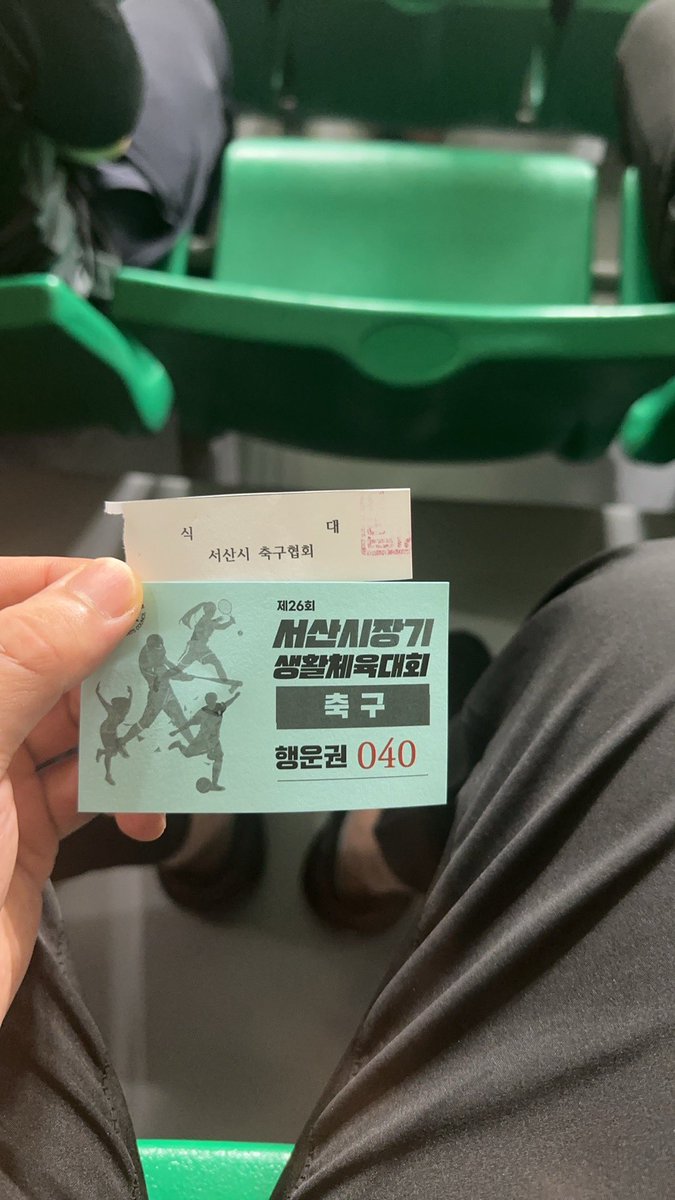 식 대
서산시 축구협회
제26회
서산시장기
생활체육대회
축구
행운권 040